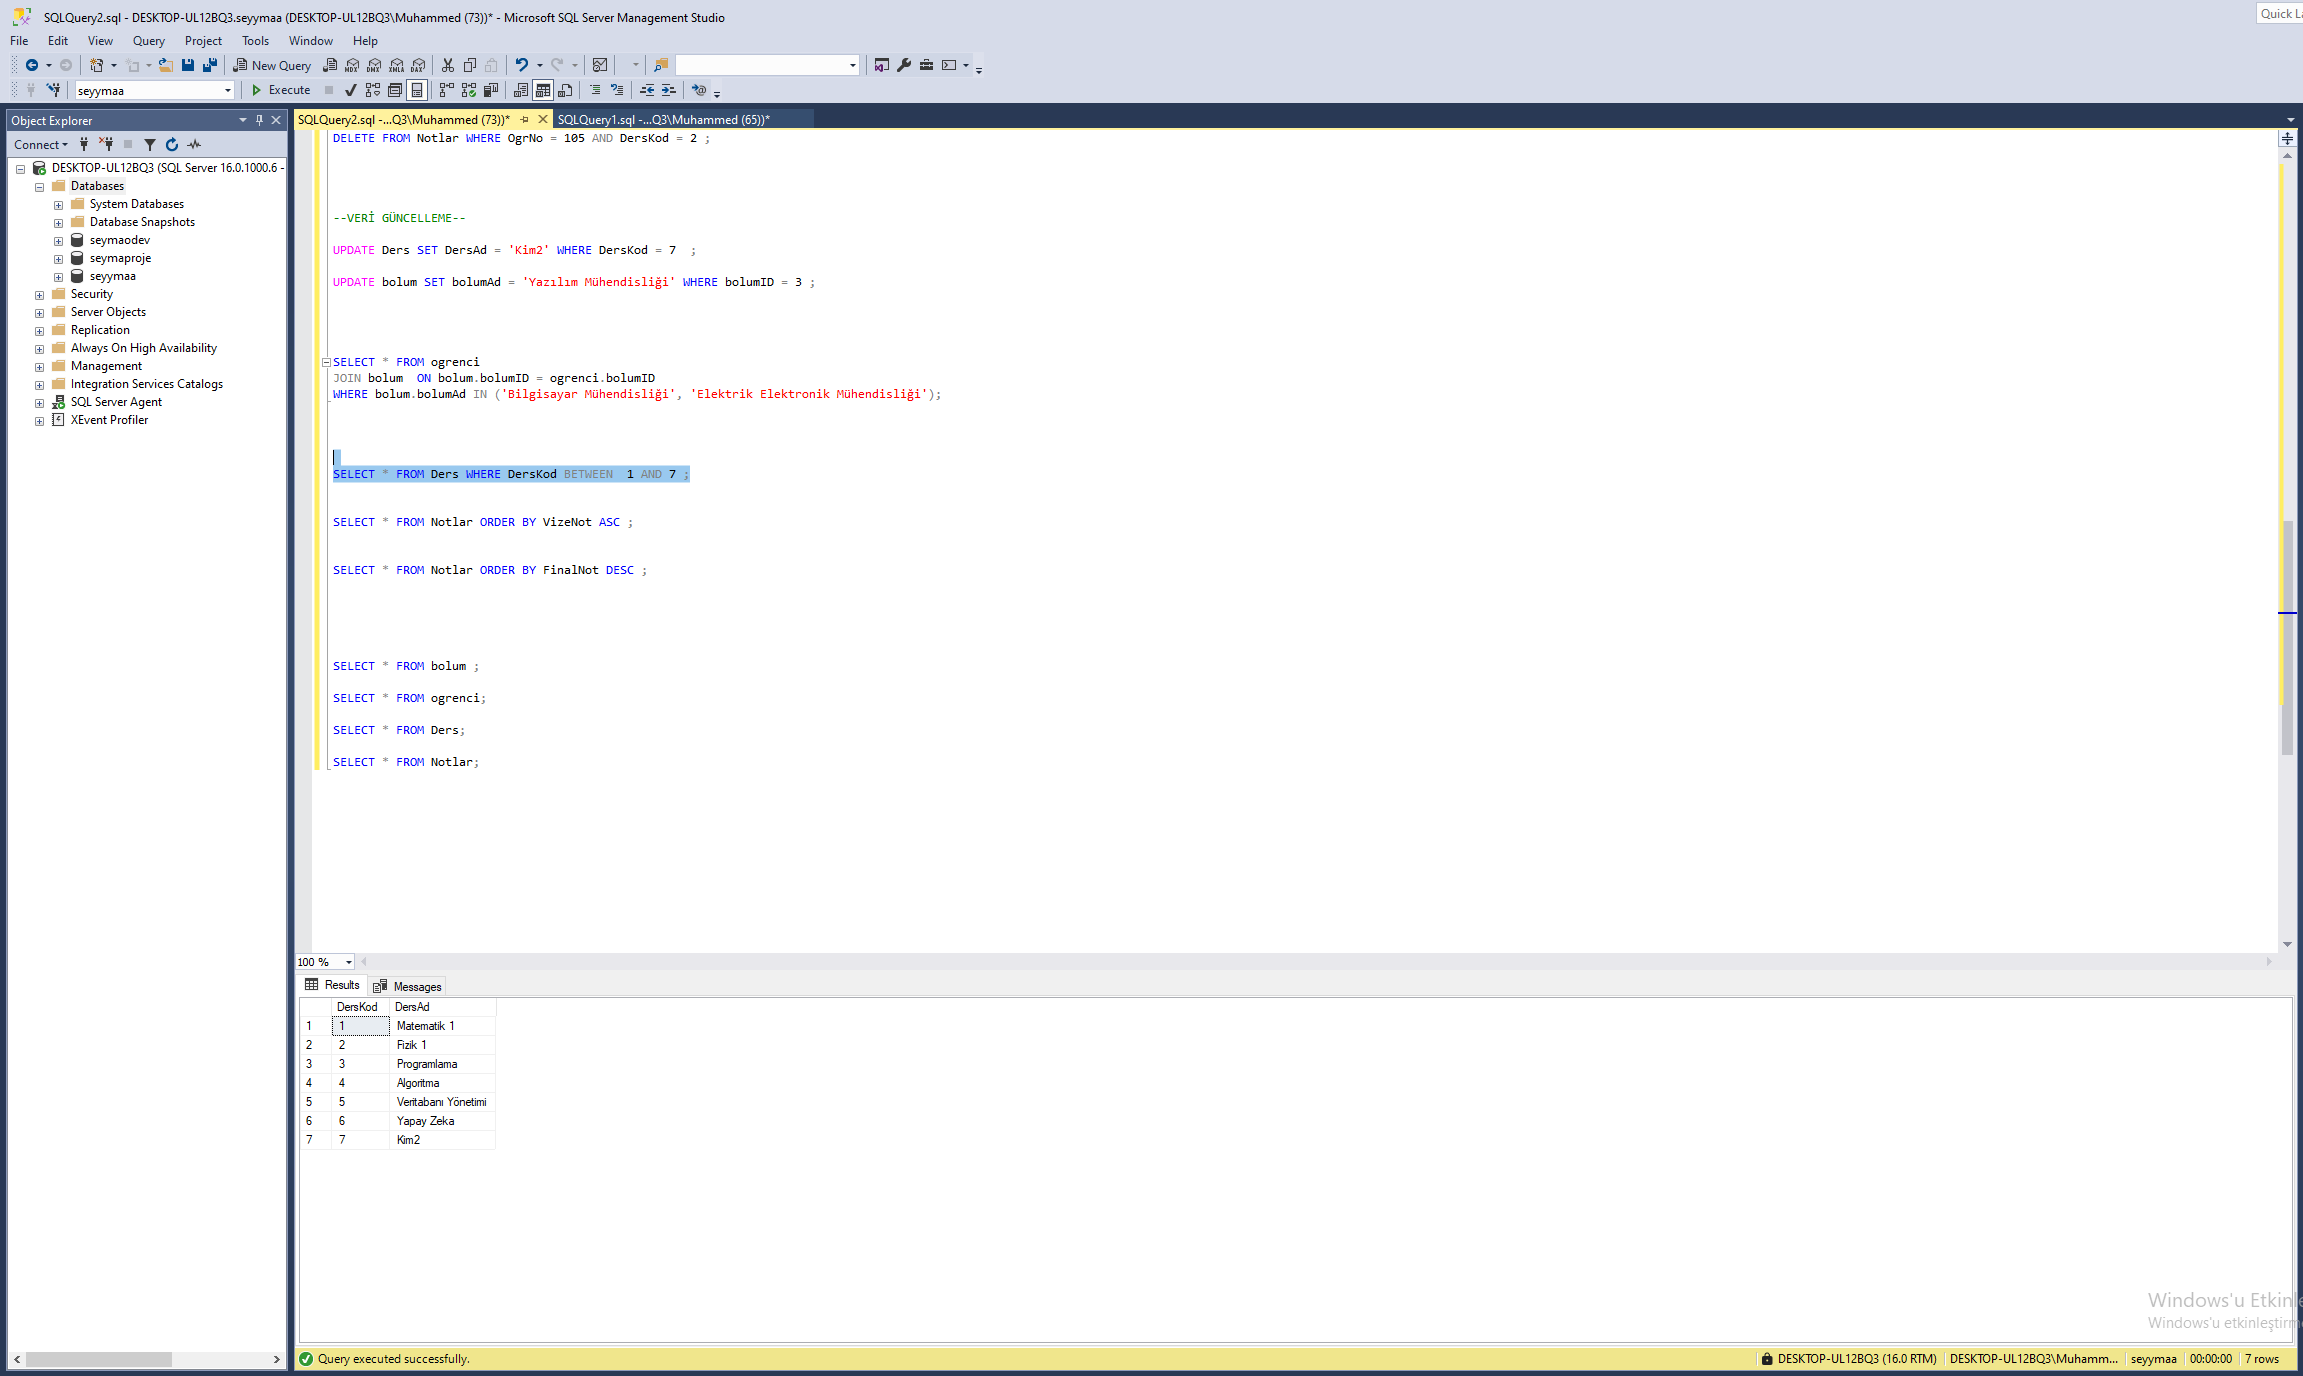 SQLQuery2.sql - DESKTOP-UL12BQ3.seyymaa (DESKTOP-UL12BQ3\Muhammed (73))* - Microsoft SQL Server Management Studio
File Edit View Query Project Tools Window Help
New Query
seyymaa Execute
Object Explorer
Connect
DESKTOP-UL12BQ3 (SQL Server 16.0.1000.6 -
Databases
System Databases
Database Snapshots
seymaodev
seymaproje
seyymaa
Security
Server Objects
Replication
Always On High Availability
Management
Integration Services Catalogs
SQL Server Agent
XEvent Profiler
SQLQuery2.sql -...Q3\Muhammed (73))* SQLQuery1.sql -...Q3\Muhammed (65))*
DELETE FROM Notlar WHERE OgrNo = 105 AND DersKod = 2 ;
--VERİ GÜNCELLEME--
UPDATE Ders SET DersAd = 'Kim2' WHERE DersKod = 7 ;
UPDATE bolum SET bolumAd = 'Yazılım Mühendisliği' WHERE bolumID = 3 ;
SELECT * FROM ogrenci
JOIN bolum ON bolum.bolumID = ogrenci.bolumID
WHERE bolum.bolumAd IN ('Bilgisayar Mühendisliği', 'Elektrik Elektronik Mühendisliği');
SELECT * FROM Ders WHERE DersKod BETWEEN 1 AND 7 ;
SELECT * FROM Notlar ORDER BY VizeNot ASC ;
SELECT * FROM Notlar ORDER BY FinalNot DESC ;
SELECT * FROM bolum ;
SELECT * FROM ogrenci;
SELECT * FROM Ders;
SELECT * FROM Notlar;
100 %
Results Messages
DersKod DersAd
1 1 Matematik 1
2 2 Fizik 1
3 3 Programlama
4 4 Algoritma
5 5 Veritabanı Yönetimi
6 6 Yapay Zeka
7 7 Kim2
Query executed successfully. DESKTOP-UL12BQ3 (16.0 RTM) DESKTOP-UL12BQ3\Muhamm... seyymaa 00:00:00 7 rows
Windows'u Etkinle
Windows'u etkinleştirm